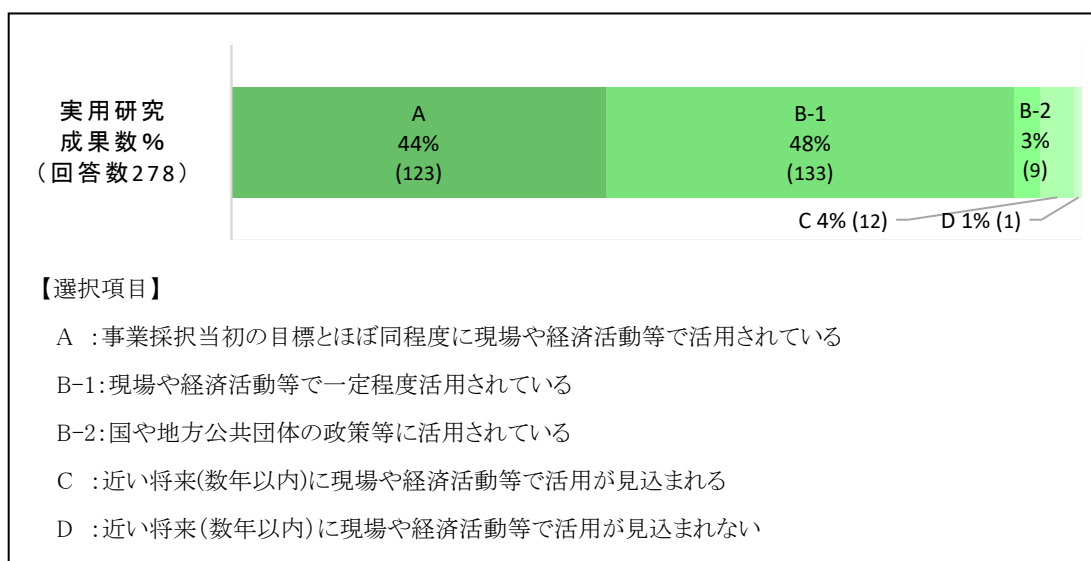 実用研究
成果数%
（回答数278）
A
44%
(123)
B-1
48%
(133)
B-2
3%
(9)
C 4% (12)
D 1% (1)
【選択項目】
A ：事業採択当初の目標とほぼ同程度に現場や経済活動等で活用されている
B-1：現場や経済活動等で一定程度活用されている
B-2：国や地方公共団体の政策等に活用されている
C ：近い将来(数年以内)に現場や経済活動等で活用が見込まれる
D ：近い将来（数年以内）に現場や経済活動等で活用が見込まれない